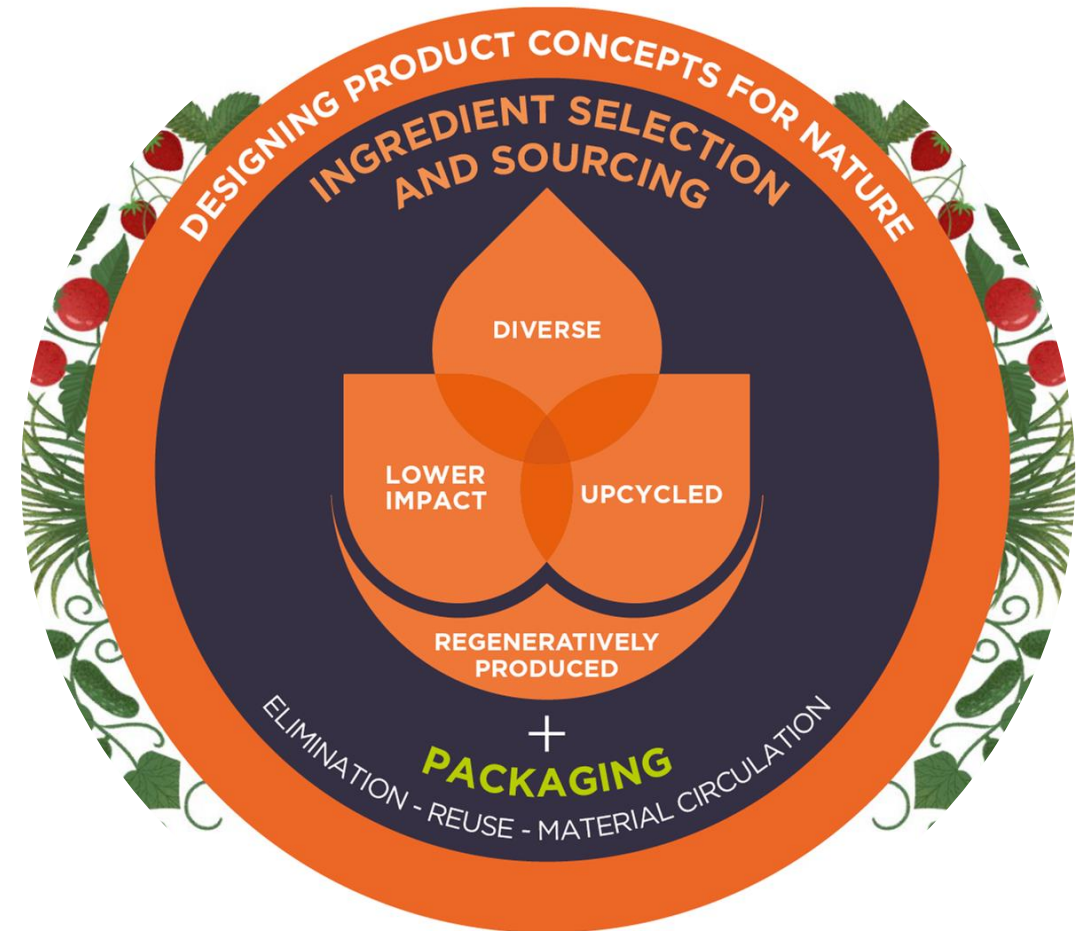 DESIGNING PRODUCT CONCEPTS FOR NATURE
INGREDIENT SELECTION
AND SOURCING
DIVERSE
LOWER
IMPACT
UPCYCLED
REGENERATIVELY
PRODUCED
+
PACKAGING
ELIMINATION - REUSE - MATERIAL CIRCULATION